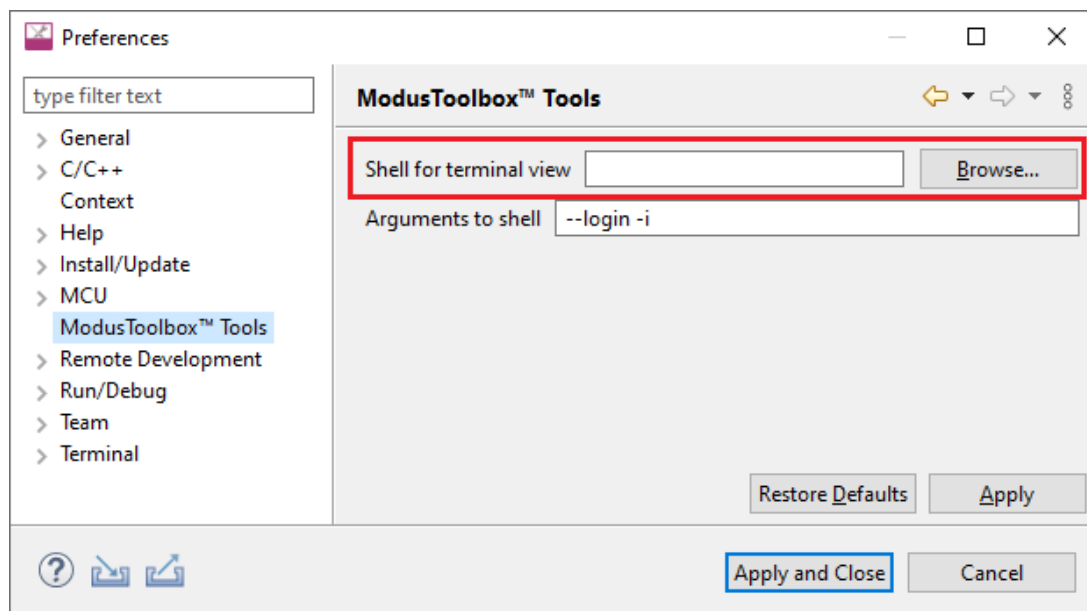 Preferences
type filter text
General
C/C++
Context
Help
Install/Update
MCU
ModusToolbox™ Tools
Remote Development
Run/Debug
Team
Terminal
ModusToolbox™ Tools
Shell for terminal view Browse...
Arguments to shell --login -i
Restore Defaults Apply
? Apply and Close Cancel